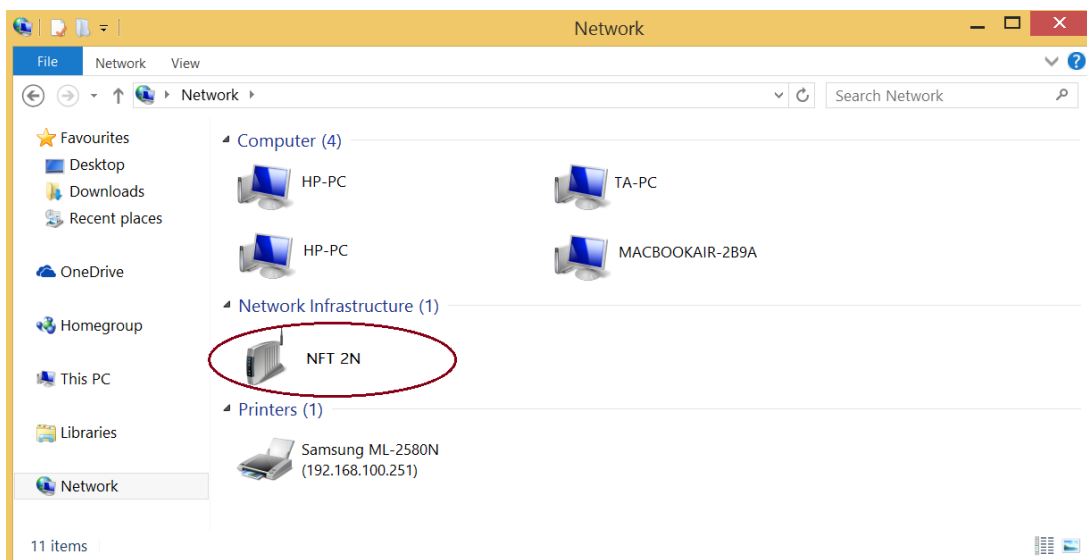 Network
File Network View
Network
Search Network
Favourites
Desktop
Downloads
Recent places
OneDrive
Homegroup
This PC
Libraries
Network
Computer (4)
HP-PC
TA-PC
HP-PC
MACBOOKAIR-2B9A
Network Infrastructure (1)
NFT 2N
Printers (1)
Samsung ML-2580N
(192.168.100.251)
11 items